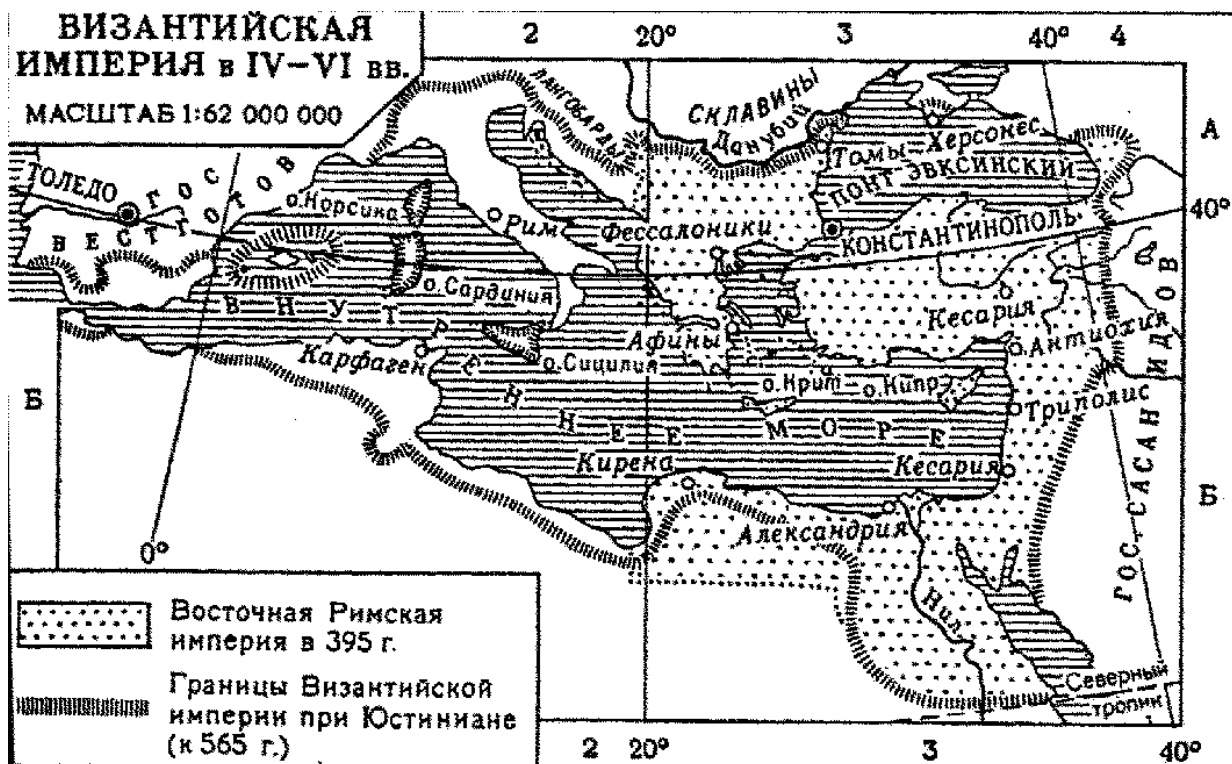 ВИЗАНТИЙСКАЯ
ИМПЕРИЯ в IV–VI вв.
МАСШТАБ 1:62 000 000
2 20° 3 40° 4
А
ЛАНГОБАРДЫ
СКЛАВИНЫ
Данубий
Томы
Херсонес
ПОНТ ЭВКСИНСКИЙ
ТОЛЕДО
ГОС
ВЕСТГОТОВ
о.Корсика
Рим
Фессалоники
КОНСТАНТИНОПОЛЬ
40°
о.Сардиния
Кесария
Антиохия
Карфаген
о.Сицилия
Афины
о.Крит
о.Кипр
Триполис
ВНУТРЕННЕЕ МОРЕ
Б
Кирена
Кесария
Б
Александрия
ГОС. САСАНИДОВ
0°
Нил
Северный
тропик
Восточная Римская
империя в 395 г.
Границы Византийской
империи при Юстиниане
(к 565 г.)
2 20° 3 40°